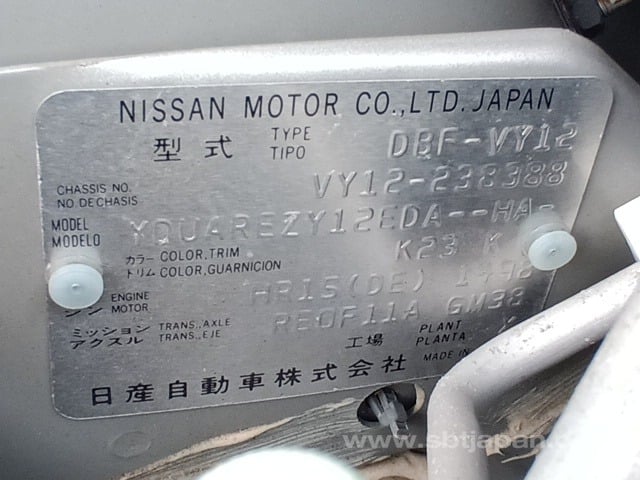 NISSAN MOTOR CO.,LTD. JAPAN
型式 TYPE TIPO DBF-VY12
CHASSIS NO. NO DE CHASIS VY12-238388
MODEL MODELO YQUAREZY12EDA--HA-
カラー COLOR,TRIM
トリム COLOR,GUARNICION K23 K
ENGINE MOTOR HR15(DE) 1498
ミッション TRANS.,AXLE
アクスル TRANS.,EJE RE0F11A GM38
工場 PLANT PLANTA
日産自動車株式会社 MADE IN
www.sbtjapan.c